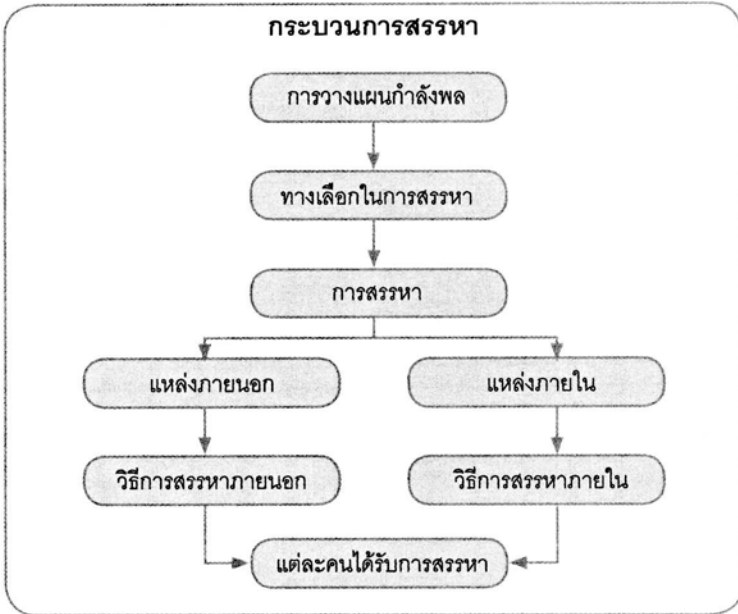 กระบวนการสรรหา
การวางแผนกำลังพล
ทางเลือกในการสรรหา
การสรรหา
แหล่งภายนอก
แหล่งภายใน
วิธีการสรรหาภายนอก
วิธีการสรรหาภายใน
แต่ละคนได้รับการสรรหา